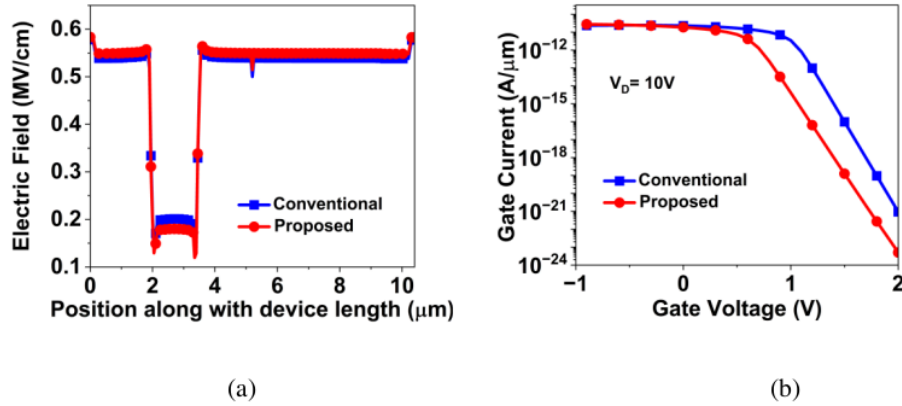 0.6
0.5
0.4
0.3
0.2
0.1
Electric Field (MV/cm)
Conventional
Proposed
0 2 4 6 8 10
Position along with device length (μm)
(a)
10⁻¹²
10⁻¹⁵
10⁻¹⁸
10⁻²¹
10⁻²⁴
Gate Current (A/μm)
V_D= 10V
Conventional
Proposed
−1 0 1 2
Gate Voltage (V)
(b)